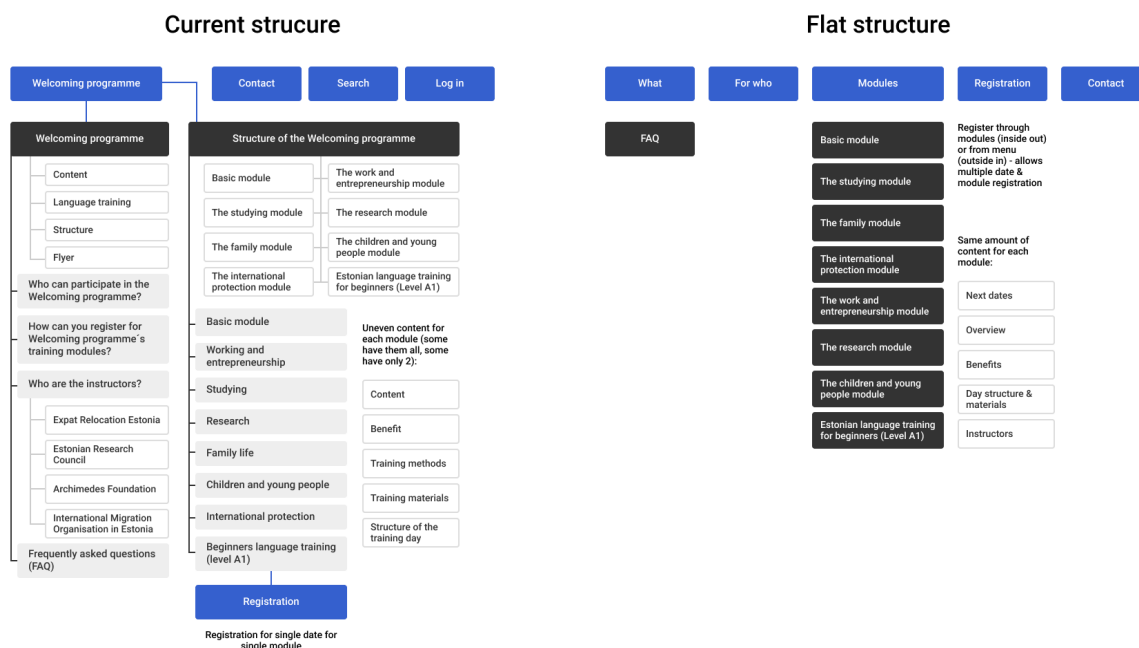 Current strucure
Welcoming programme
Contact
Search
Log in
Welcoming programme
Content
Language training
Structure
Flyer
Who can participate in the
Welcoming programme?
How can you register for
Welcoming programme´s
training modules?
Who are the instructors?
Expat Relocation Estonia
Estonian Research
Council
Archimedes Foundation
International Migration
Organisation in Estonia
Frequently asked questions
(FAQ)
Structure of the Welcoming programme
Basic module
The work and
entrepreneurship module
The studying module
The research module
The family module
The children and young
people module
The international
protection module
Estonian language training
for beginners (Level A1)
Basic module
Working and
entrepreneurship
Studying
Research
Family life
Children and young people
International protection
Beginners language training
(level A1)
Uneven content for
each module (some
have them all, some
have only 2):
Content
Benefit
Training methods
Training materials
Structure of the
training day
Registration
Registration for single date for
single module
Flat structure
What
For who
Modules
Registration
Contact
FAQ
Basic module
The studying module
The family module
The international
protection module
The work and
entrepreneurship module
The research module
The children and young
people module
Estonian language training
for beginners (Level A1)
Register through
modules (inside out)
or from menu
(outside in) - allows
multiple date &
module registration
Same amount of
content for each
module:
Next dates
Overview
Benefits
Day structure &
materials
Instructors